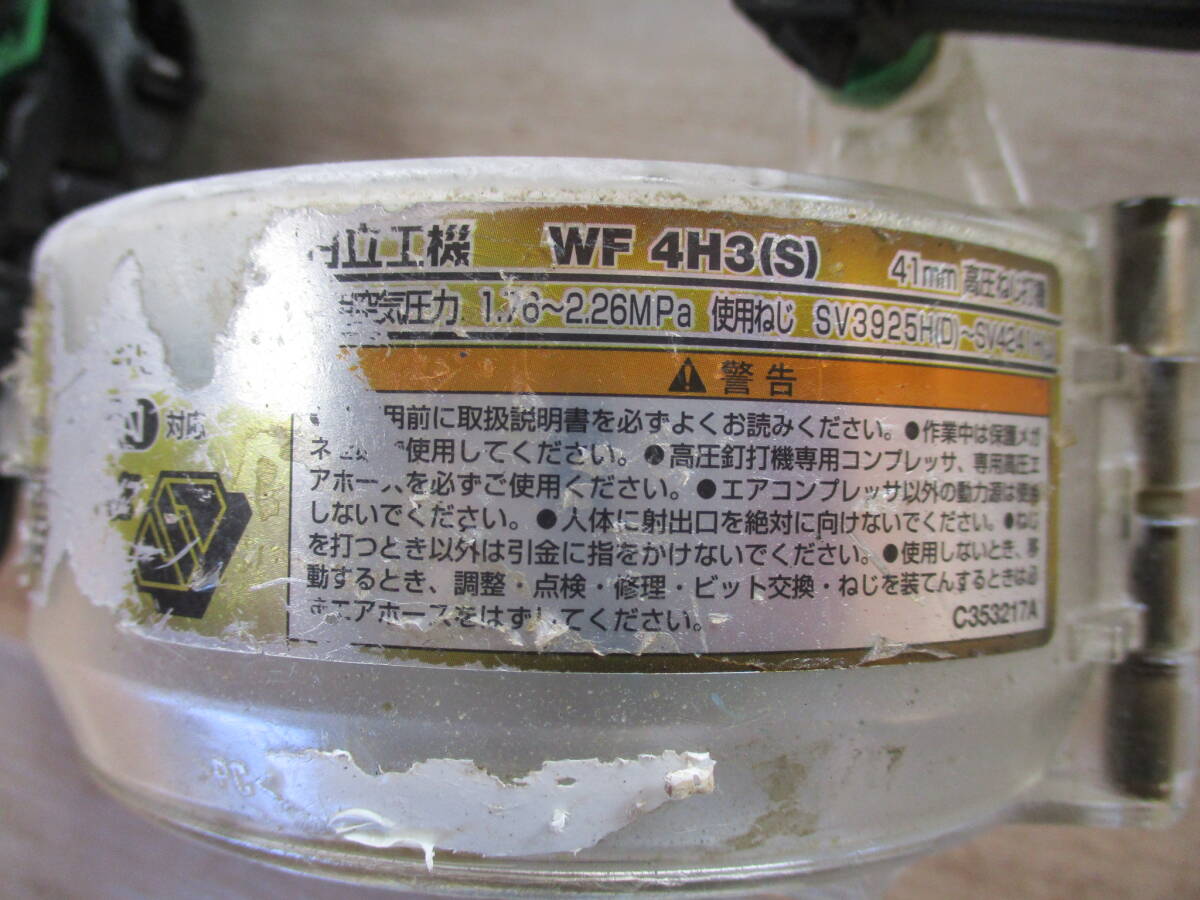 日立工機 WF 4H3(S) 41mm 高圧ねじ打機
空気圧力 1.76～2.26MPa 使用ねじ SV3925H(D)～SV4241
警告
用前に取扱説明書を必ずよくお読みください。●作業中は保護メガ
ネ 使用してください。●高圧釘打機専用コンプレッサ、専用高圧エ
アホースを必ずご使用ください。●エアコンプレッサ以外の動力源は使用
しないでください。●人体に射出口を絶対に向けないでください。●ねじ
を打つとき以外は引金に指をかけないでください。●使用しないとき、移
動するとき、調整・点検・修理・ビット交換・ねじを装てんするときは必
ずエアホースをはずしてください。
C353217A
対応